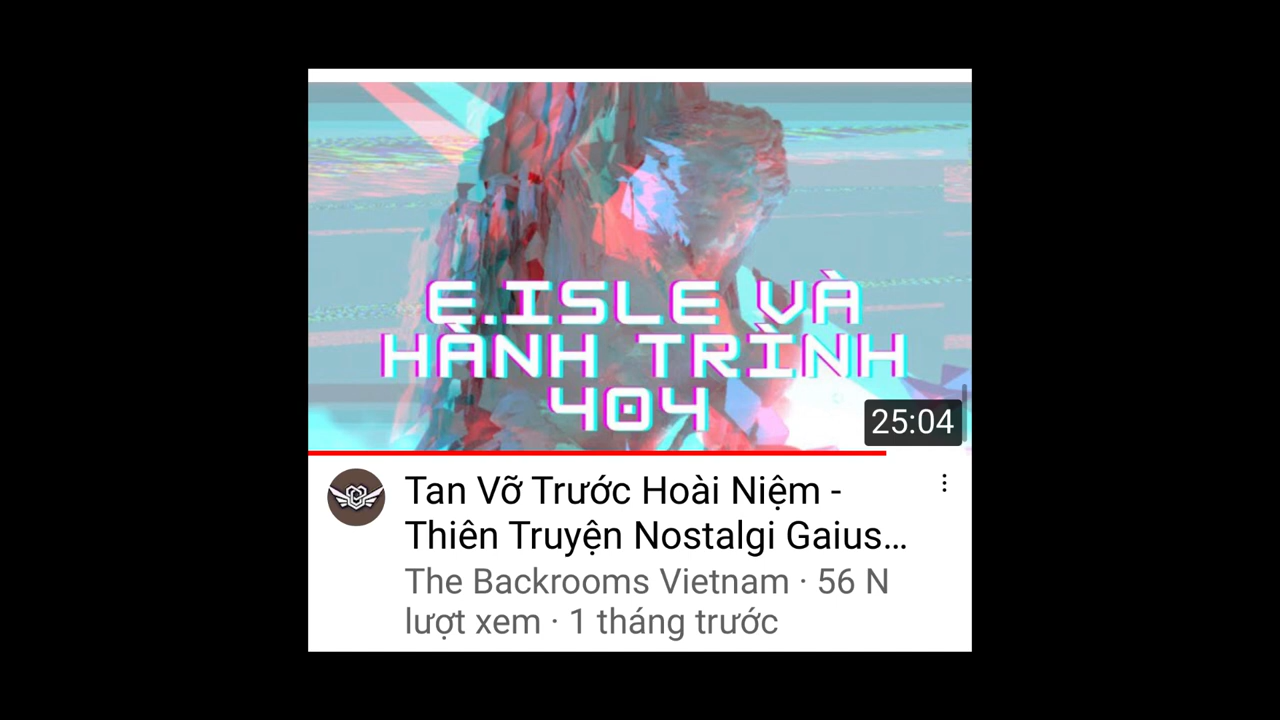 E.ISLE VÀ
HÀNH TRÌNH
404
25:04
Tan Vỡ Trước Hoài Niệm -
Thiên Truyện Nostalgi Gaius...
The Backrooms Vietnam · 56 N
lượt xem · 1 tháng trước